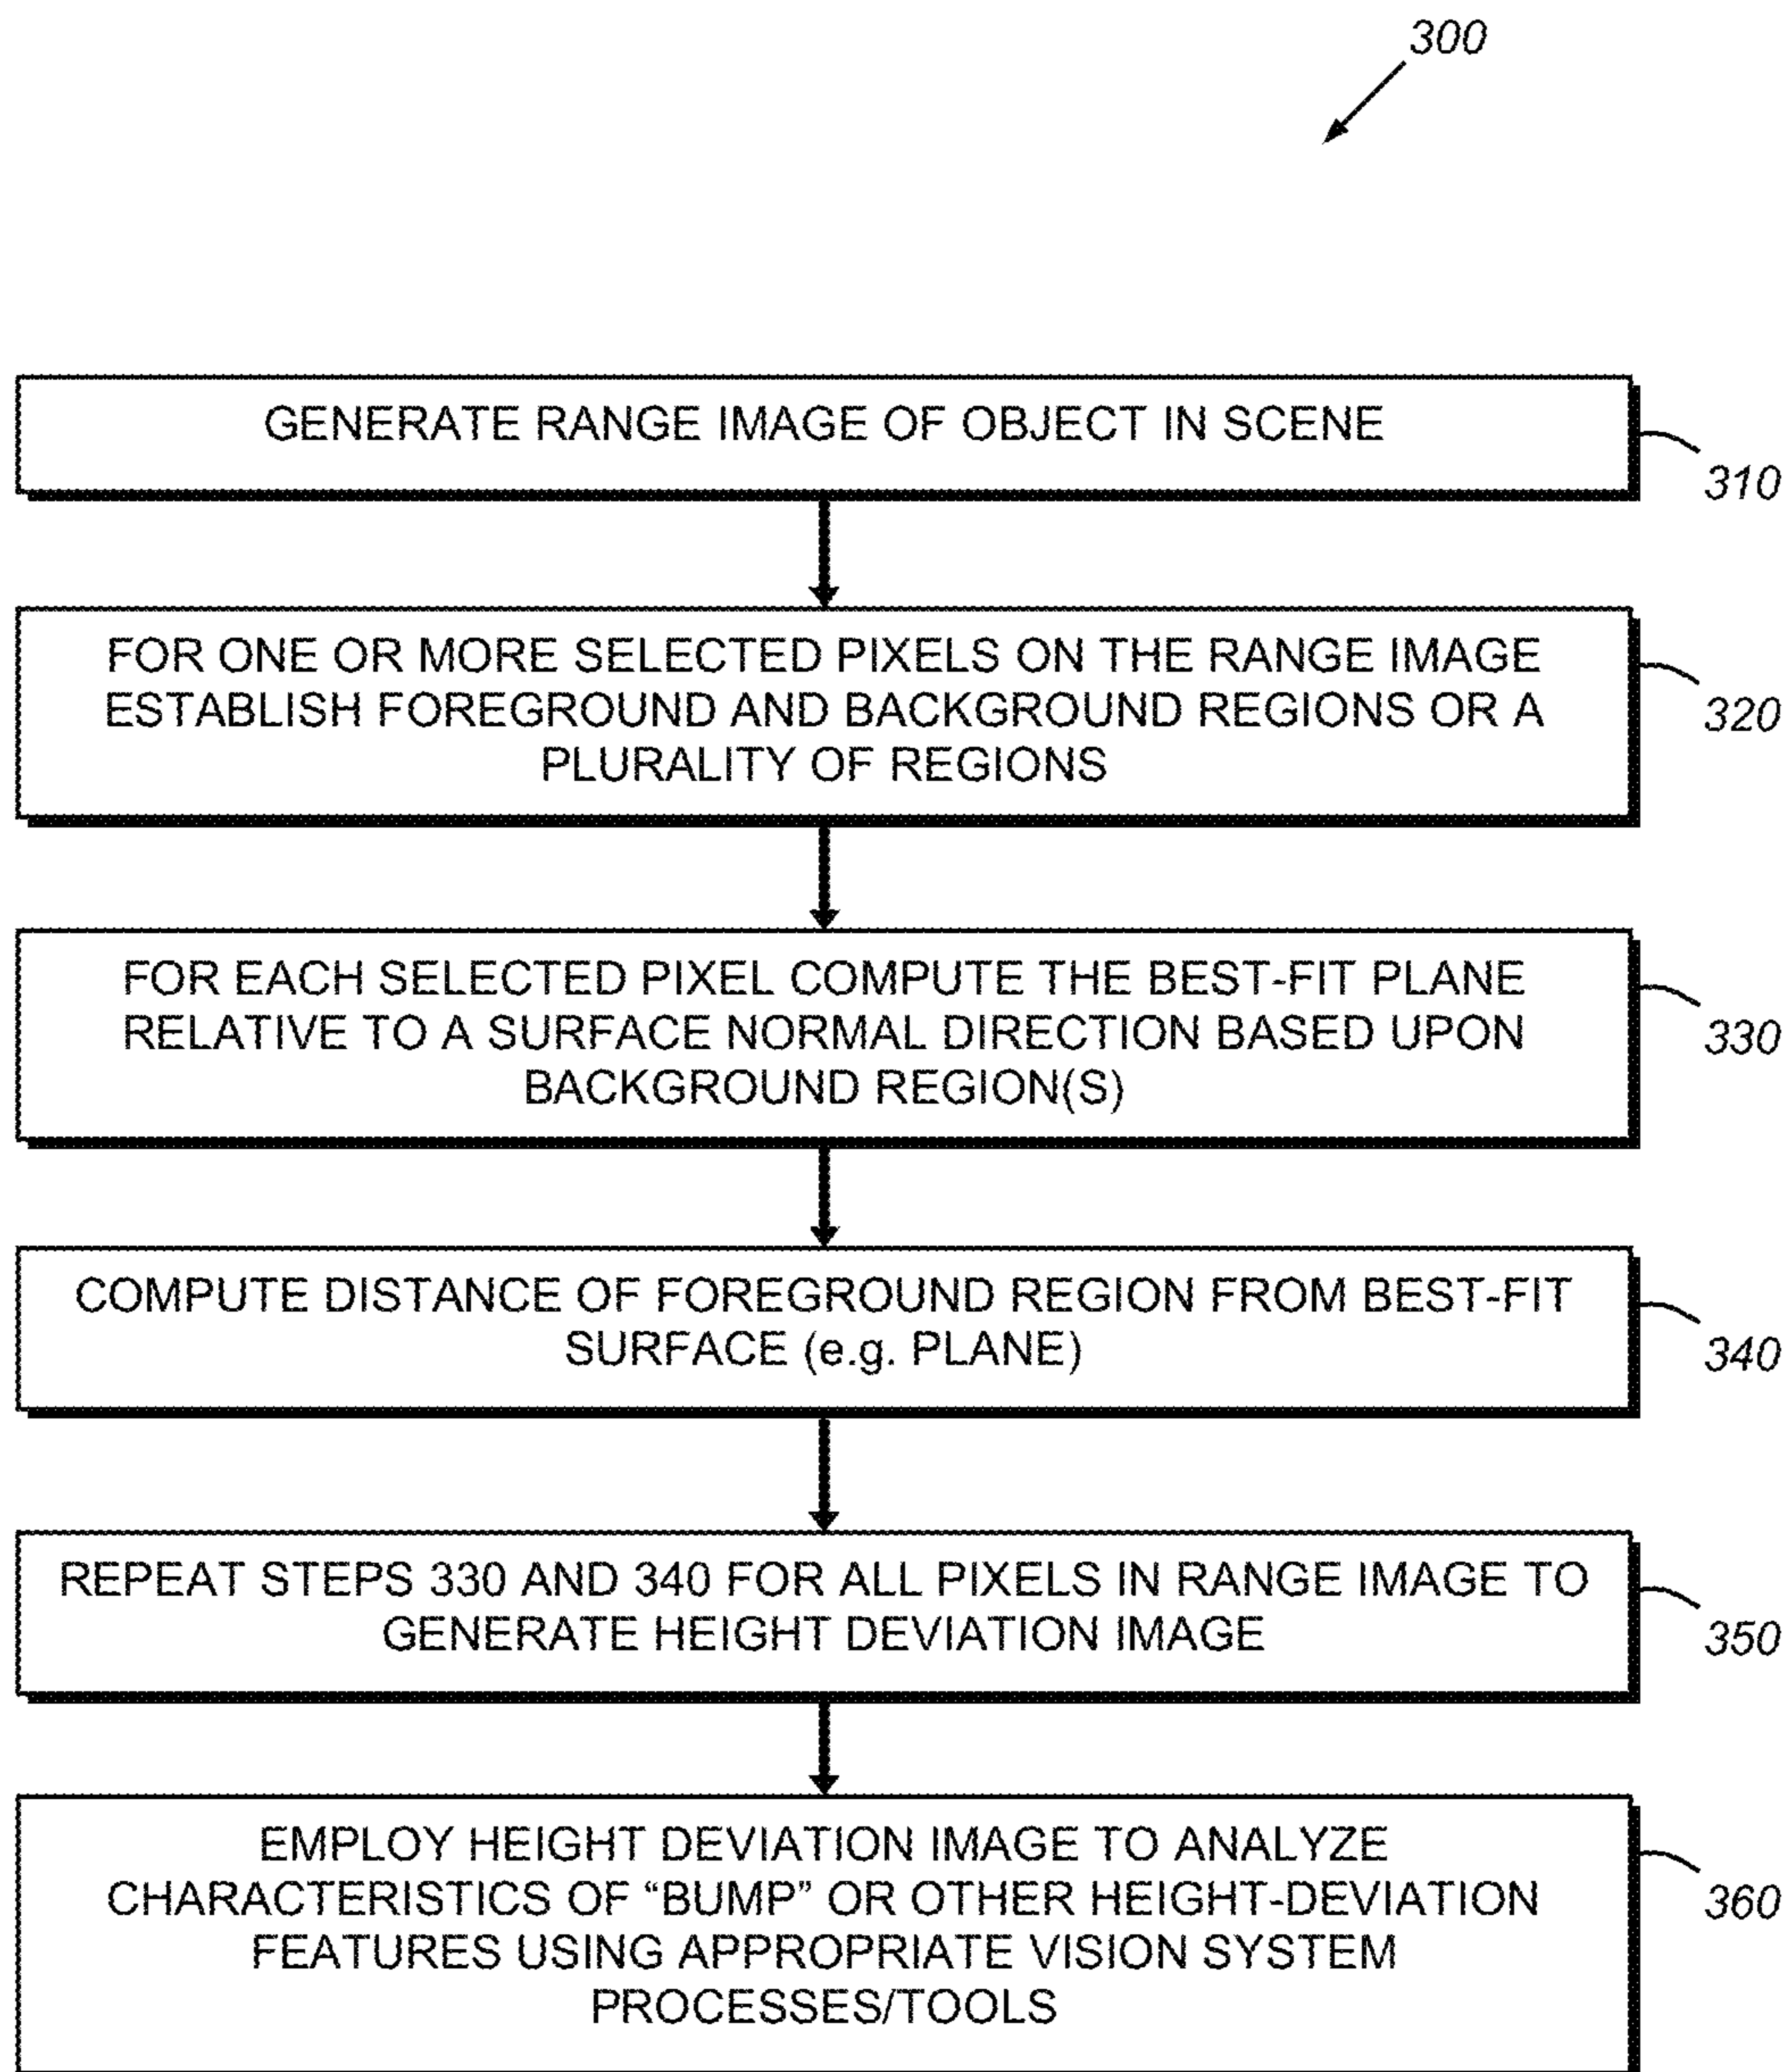 300
GENERATE RANGE IMAGE OF OBJECT IN SCENE
310
FOR ONE OR MORE SELECTED PIXELS ON THE RANGE IMAGE
ESTABLISH FOREGROUND AND BACKGROUND REGIONS OR A
PLURALITY OF REGIONS
320
FOR EACH SELECTED PIXEL COMPUTE THE BEST-FIT PLANE
RELATIVE TO A SURFACE NORMAL DIRECTION BASED UPON
BACKGROUND REGION(S)
330
COMPUTE DISTANCE OF FOREGROUND REGION FROM BEST-FIT
SURFACE (e.g. PLANE)
340
REPEAT STEPS 330 AND 340 FOR ALL PIXELS IN RANGE IMAGE TO
GENERATE HEIGHT DEVIATION IMAGE
350
EMPLOY HEIGHT DEVIATION IMAGE TO ANALYZE
CHARACTERISTICS OF “BUMP” OR OTHER HEIGHT-DEVIATION
FEATURES USING APPROPRIATE VISION SYSTEM
PROCESSES/TOOLS
360